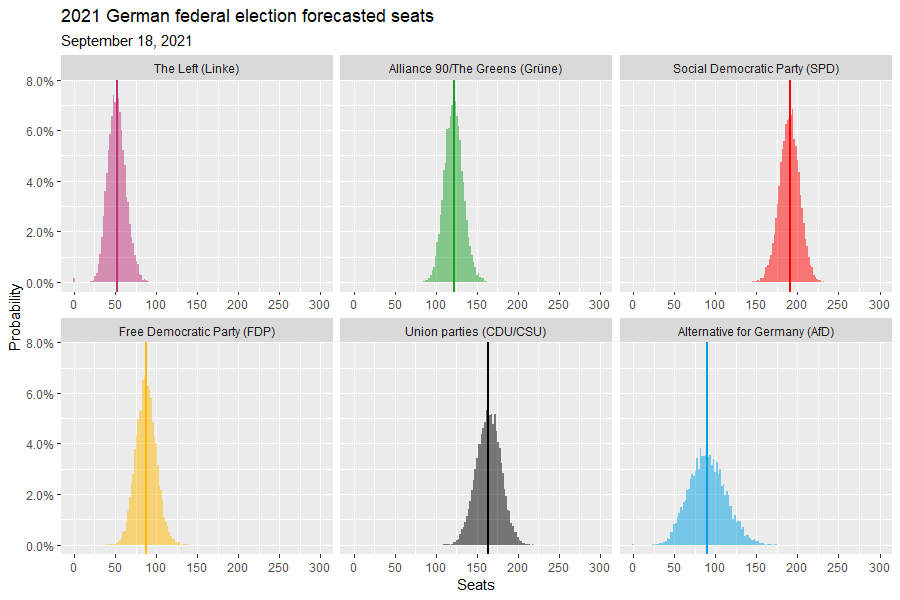 2021 German federal election forecasted seats
September 18, 2021
The Left (Linke) Alliance 90/The Greens (Grüne) Social Democratic Party (SPD)
8.0%
6.0%
4.0%
2.0%
0.0%
0 50 100 150 200 250 300 0 50 100 150 200 250 300 0 50 100 150 200 250 300
Probability
Free Democratic Party (FDP) Union parties (CDU/CSU) Alternative for Germany (AfD)
8.0%
6.0%
4.0%
2.0%
0.0%
0 50 100 150 200 250 300 0 50 100 150 200 250 300 0 50 100 150 200 250 300
Seats